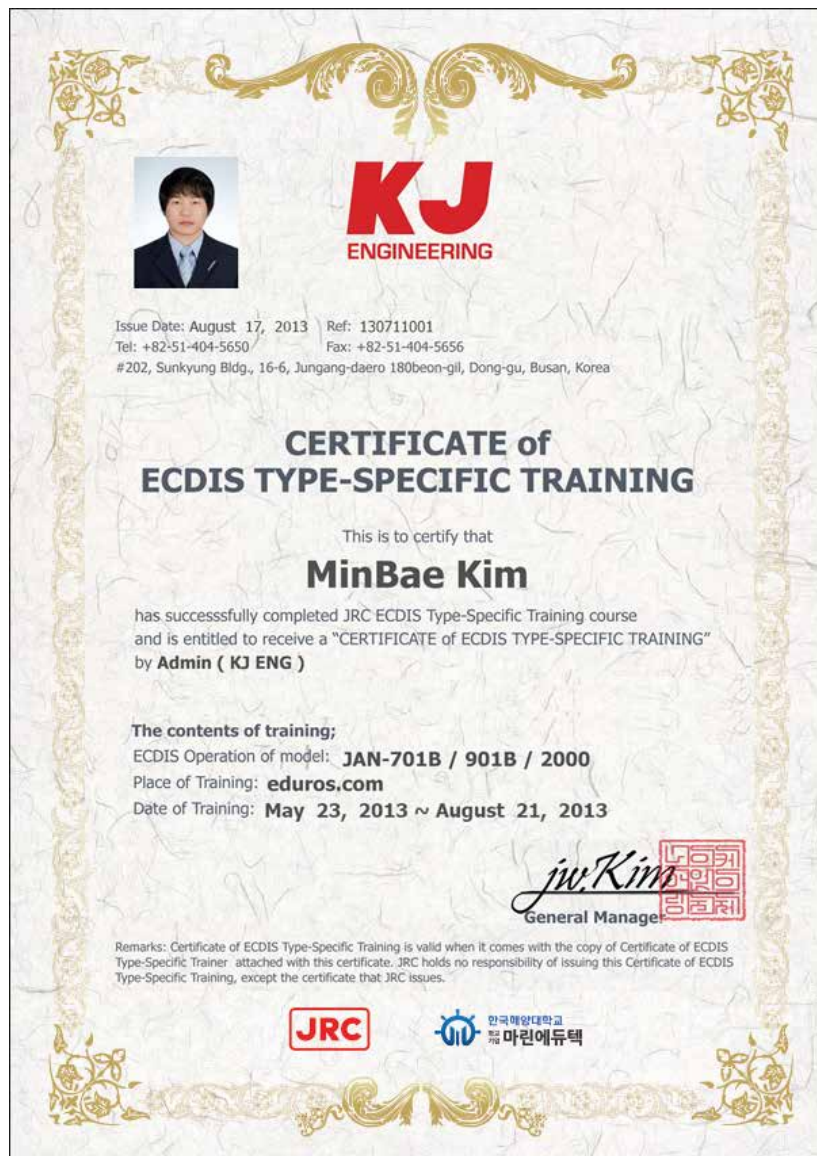 KJ
ENGINEERING
Issue Date: August 17, 2013 Ref: 130711001
Tel: +82-51-404-5650 Fax: +82-51-404-5656
#202, Sunkyung Bldg., 16-6, Jungang-daero 180beon-gil, Dong-gu, Busan, Korea
CERTIFICATE of
ECDIS TYPE-SPECIFIC TRAINING
This is to certify that
MinBae Kim
has successsfully completed JRC ECDIS Type-Specific Training course
and is entitled to receive a “CERTIFICATE of ECDIS TYPE-SPECIFIC TRAINING”
by Admin ( KJ ENG )
The contents of training;
ECDIS Operation of model: JAN-701B / 901B / 2000
Place of Training: eduros.com
Date of Training: May 23, 2013 ~ August 21, 2013
jw.Kim
General Manager
Remarks: Certificate of ECDIS Type-Specific Training is valid when it comes with the copy of Certificate of ECDIS
Type-Specific Trainer attached with this certificate. JRC holds no responsibility of issuing this Certificate of ECDIS
Type-Specific Training, except the certificate that JRC issues.
JRC
한국해양대학교
학교기업 마린에듀텍